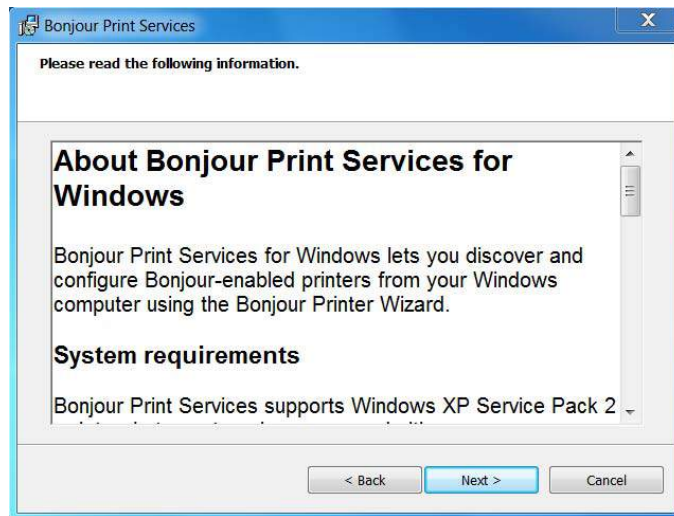 Bonjour Print Services
X
Please read the following information.
About Bonjour Print Services for
Windows
Bonjour Print Services for Windows lets you discover and
configure Bonjour-enabled printers from your Windows
computer using the Bonjour Printer Wizard.
System requirements
Bonjour Print Services supports Windows XP Service Pack 2
< Back
Next >
Cancel